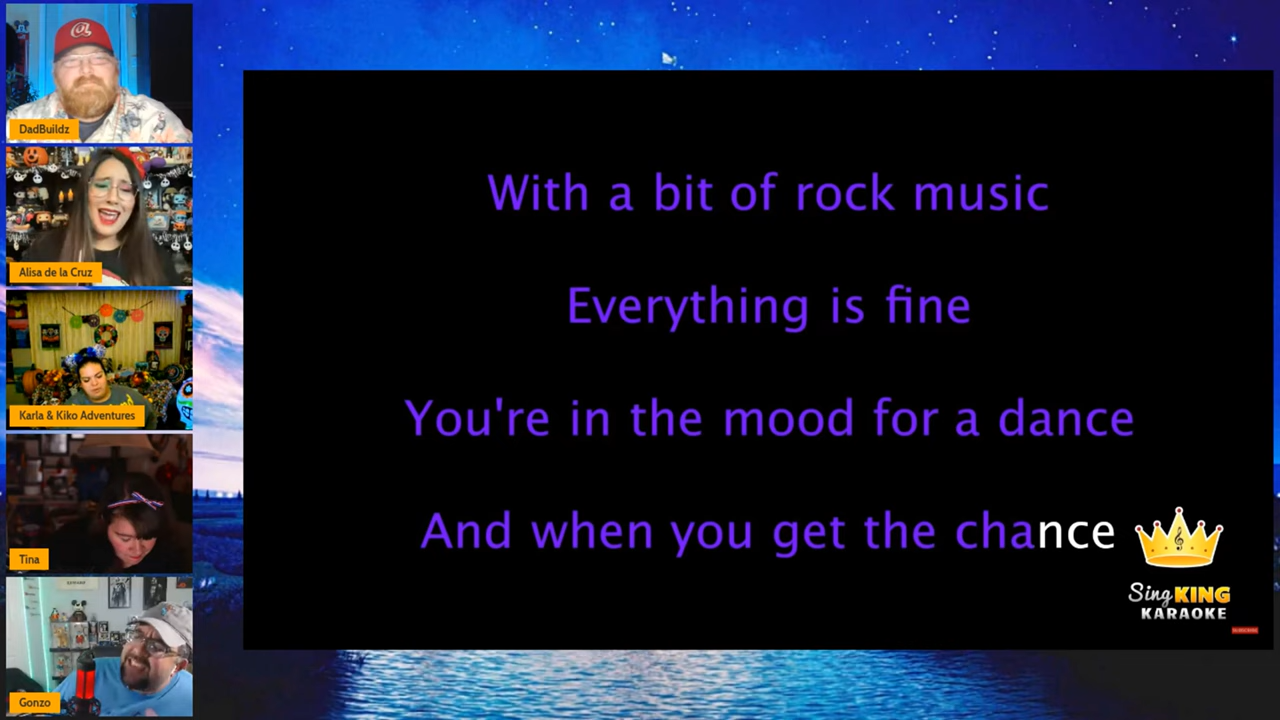 DadBuildz
Alisa de la Cruz
Karla & Kiko Adventures
Tina
Gonzo
With a bit of rock music
Everything is fine
You're in the mood for a dance
And when you get the chance
Sing KING
KARAOKE
SUBSCRIBE